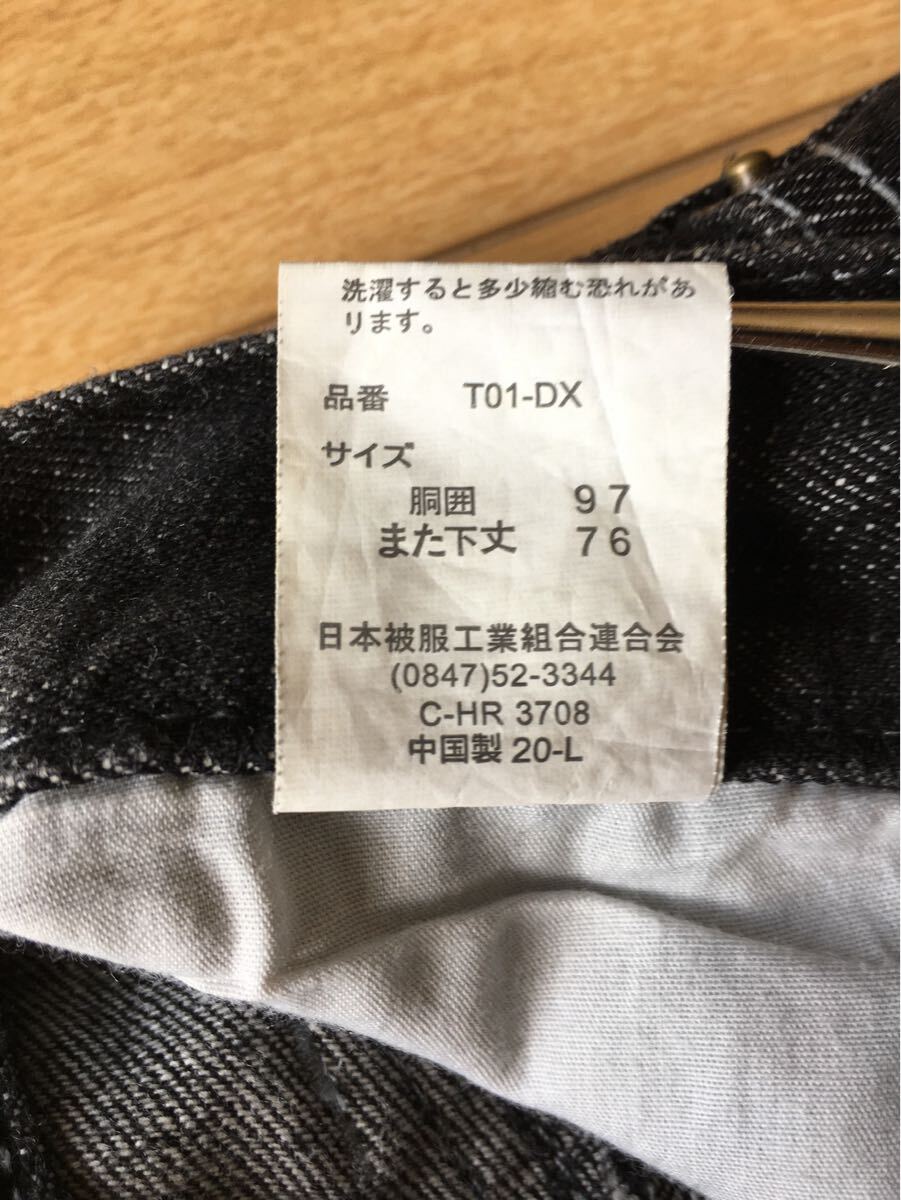 洗濯すると多少縮む恐れがあ
ります。
品番 T01-DX
サイズ
胴囲 97
また下丈 76
日本被服工業組合連合会
(0847)52-3344
C-HR 3708
中国製 20-L